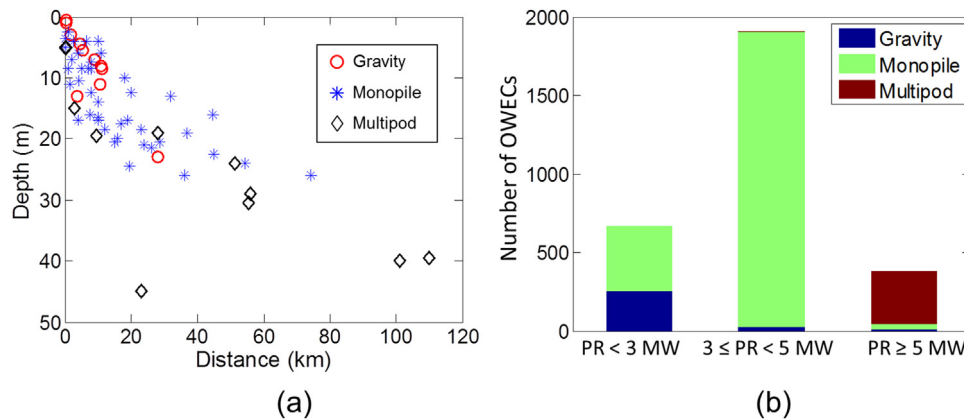 0
10
20
30
40
50
Depth (m)
Gravity
Monopile
Multipod
0 20 40 60 80 100 120
Distance (km)
(a)
2000
1500
1000
500
0
Number of OWECs
Gravity
Monopile
Multipod
PR < 3 MW 3 ≤ PR < 5 MW PR ≥ 5 MW
(b)